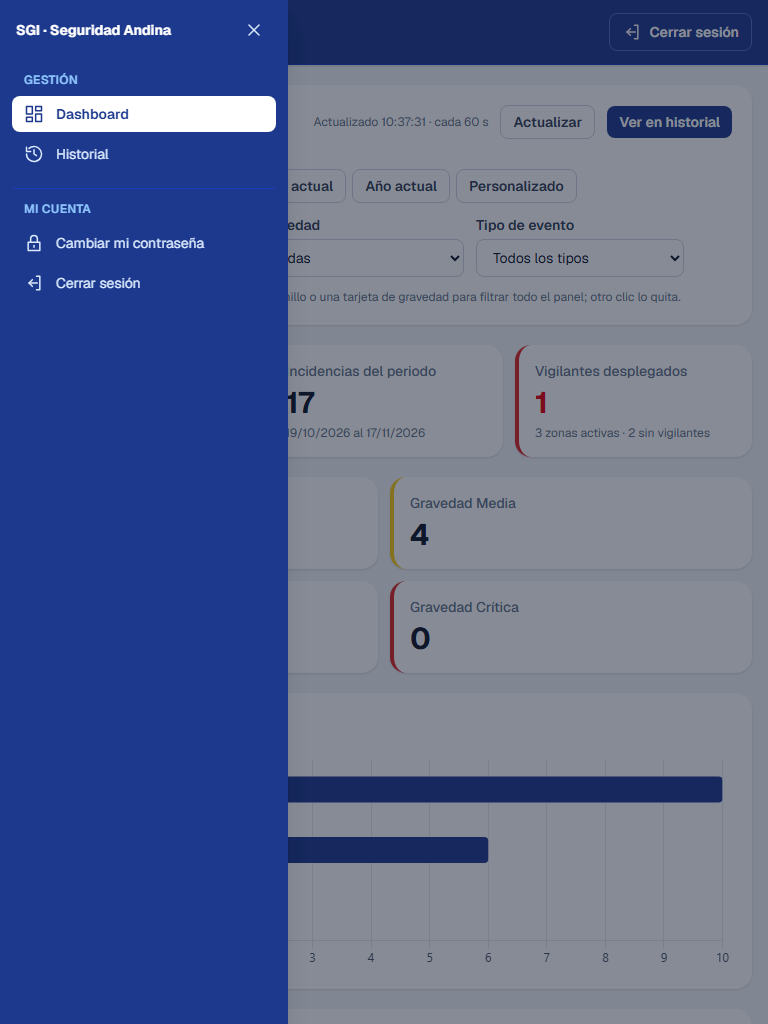 SGI · Seguridad Andina
Cerrar sesión
GESTIÓN
Dashboard
Historial
MI CUENTA
Cambiar mi contraseña
Cerrar sesión
Actualizado 10:37:31 · cada 60 s
Actualizar
Ver en historial
actual
Año actual
Personalizado
edad
Tipo de evento
das
Todos los tipos
nillo o una tarjeta de gravedad para filtrar todo el panel; otro clic lo quita.
ncidencias del periodo
17
19/10/2026 al 17/11/2026
Vigilantes desplegados
1
3 zonas activas · 2 sin vigilantes
Gravedad Media
4
Gravedad Crítica
0
3 4 5 6 7 8 9 10